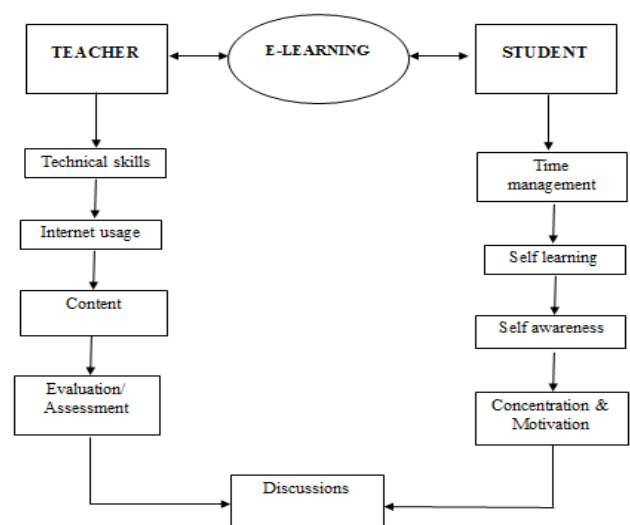 TEACHER
E-LEARNING
STUDENT
Technical skills
Internet usage
Content
Evaluation/
Assessment
Time
management
Self learning
Self awareness
Concentration &
Motivation
Discussions